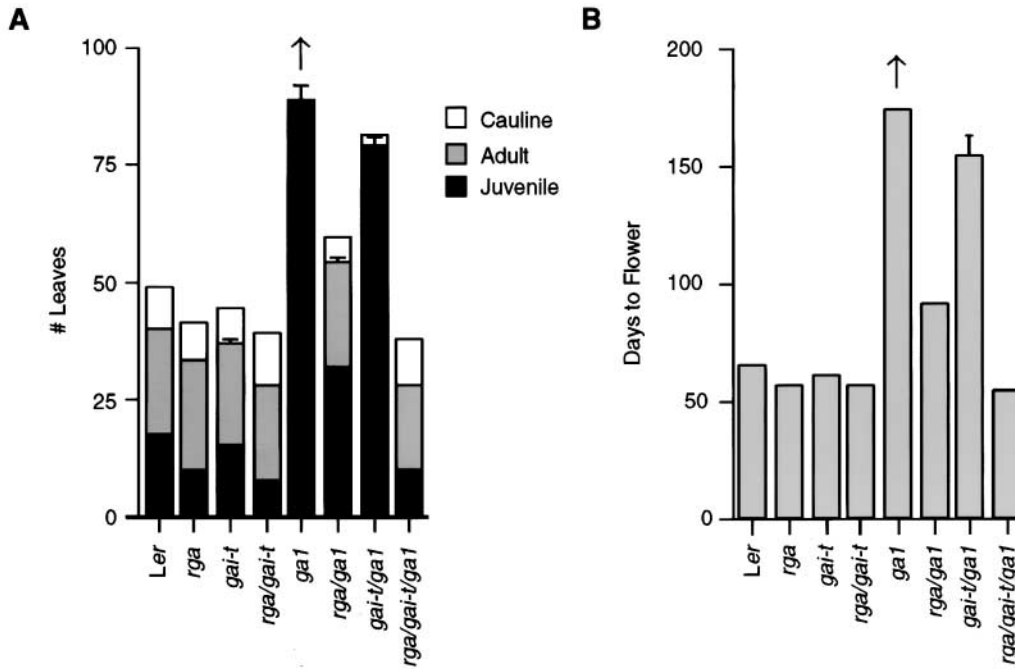 A
# Leaves
100
75
50
25
0
Ler
rga
gai-t
rga/gai-t
ga1
rga/ga1
gai-t/ga1
rga/gai-t/ga1
Cauline
Adult
Juvenile
B
Days to Flower
200
150
100
50
0
Ler
rga
gai-t
rga/gai-t
ga1
rga/ga1
gai-t/ga1
rga/gai-t/ga1